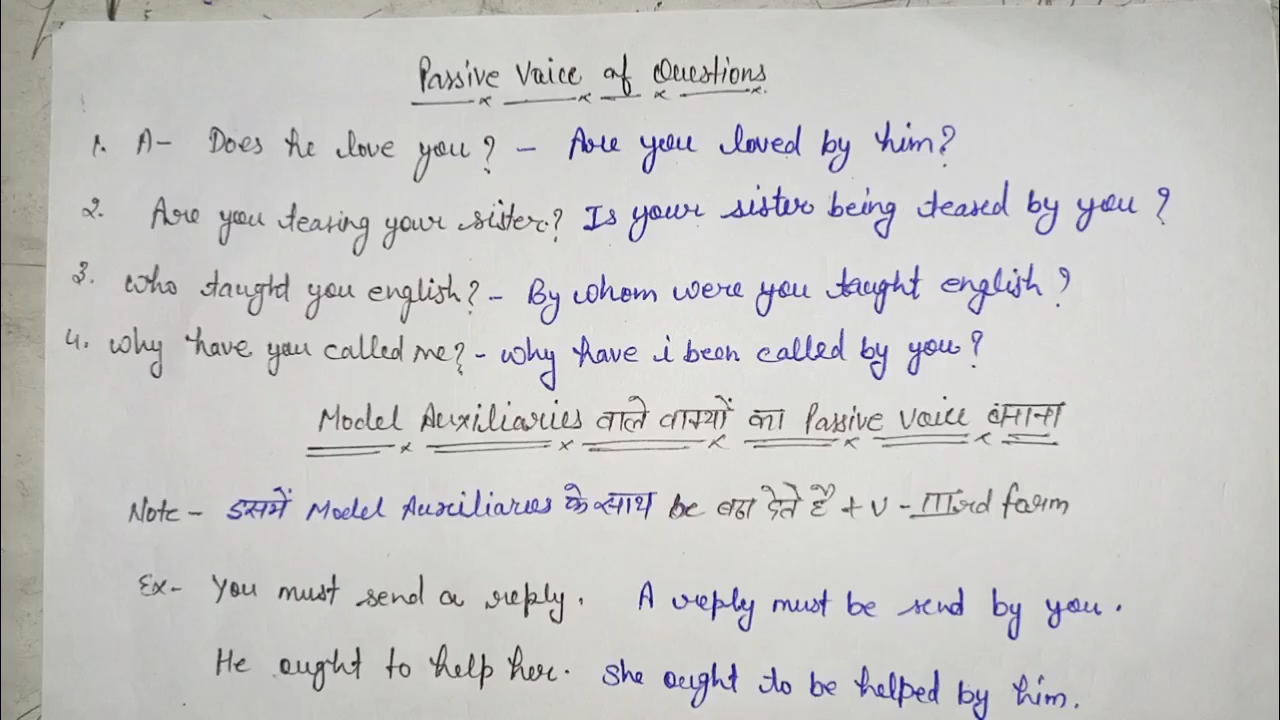 Passive Voice of Questions
1. A- Does he love you? - Are you loved by him?
2. Are you teasing your sister? Is your sister being teased by you?
3. Who taught you english? - By whom were you taught english?
4. Why have you called me? - Why have i been called by you?
Model Auxiliaries वाले वाक्यों का Passive Voice बनाना
Note - इसमें Model Auxiliaries के साथ be बढा देते हैं + V - IIIrd form
Ex- You must send a reply. A reply must be send by you.
He ought to help her. She ought to be helped by him.